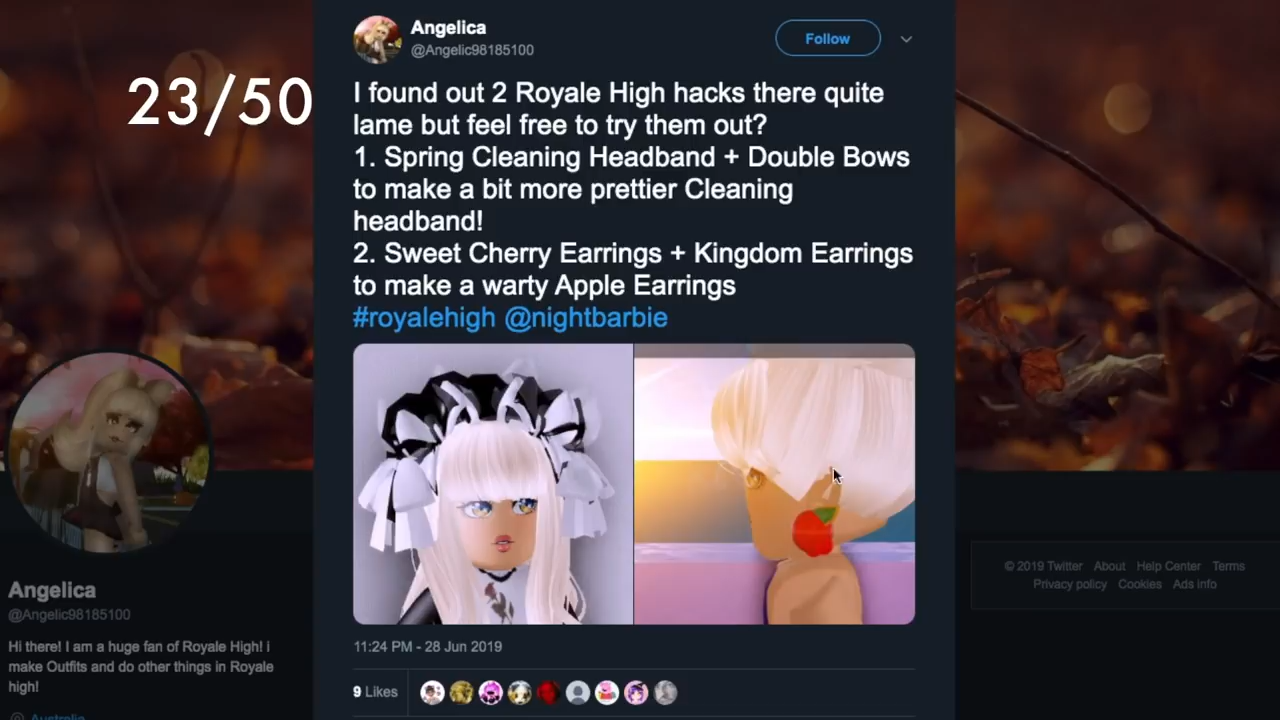 23/50
Angelica
@Angelic98185100
Follow
I found out 2 Royale High hacks there quite
lame but feel free to try them out?
1. Spring Cleaning Headband + Double Bows
to make a bit more prettier Cleaning
headband!
2. Sweet Cherry Earrings + Kingdom Earrings
to make a warty Apple Earrings
#royalehigh @nightbarbie
11:24 PM - 28 Jun 2019
9 Likes
Angelica
@Angelic98185100
Hi there! I am a huge fan of Royale High! i
make Outfits and do other things in Royale
high!
Australia
© 2019 Twitter About Help Center Terms
Privacy policy Cookies Ads info